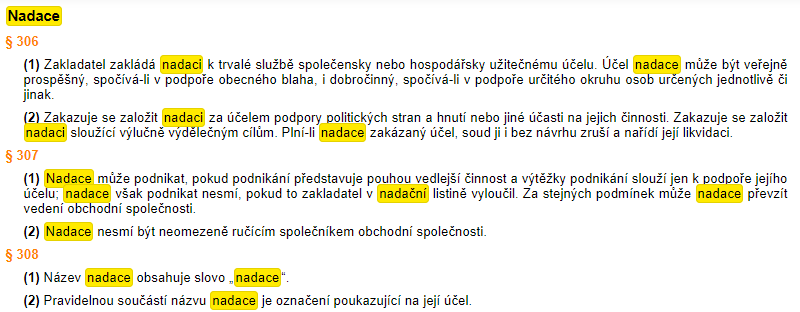 Nadace
§ 306
(1) Zakladatel zakládá nadaci k trvalé službě společensky nebo hospodářsky užitečnému účelu. Účel nadace může být veřejně
prospěšný, spočívá-li v podpoře obecného blaha, i dobročinný, spočívá-li v podpoře určitého okruhu osob určených jednotlivě či
jinak.
(2) Zakazuje se založit nadaci za účelem podpory politických stran a hnutí nebo jiné účasti na jejich činnosti. Zakazuje se založit
nadaci sloužící výlučně výdělečným cílům. Plní-li nadace zakázaný účel, soud ji i bez návrhu zruší a nařídí její likvidaci.
§ 307
(1) Nadace může podnikat, pokud podnikání představuje pouhou vedlejší činnost a výtěžky podnikání slouží jen k podpoře jejího
účelu; nadace však podnikat nesmí, pokud to zakladatel v nadační listině vyloučil. Za stejných podmínek může nadace převzít
vedení obchodní společnosti.
(2) Nadace nesmí být neomezeně ručícím společníkem obchodní společnosti.
§ 308
(1) Název nadace obsahuje slovo „nadace“.
(2) Pravidelnou součástí názvu nadace je označení poukazující na její účel.